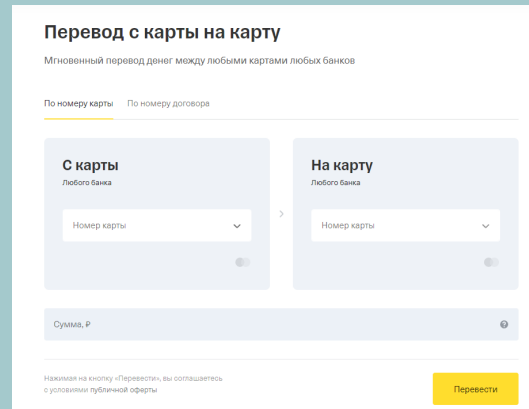 Перевод с карты на карту
Мгновенный перевод денег между любыми картами любых банков
По номеру карты По номеру договора
С карты
Любого банка
Номер карты
На карту
Любого банка
Номер карты
Сумма, ₽
Нажимая на кнопку «Перевести», вы соглашаетесь
с условиями публичной оферты
Перевести